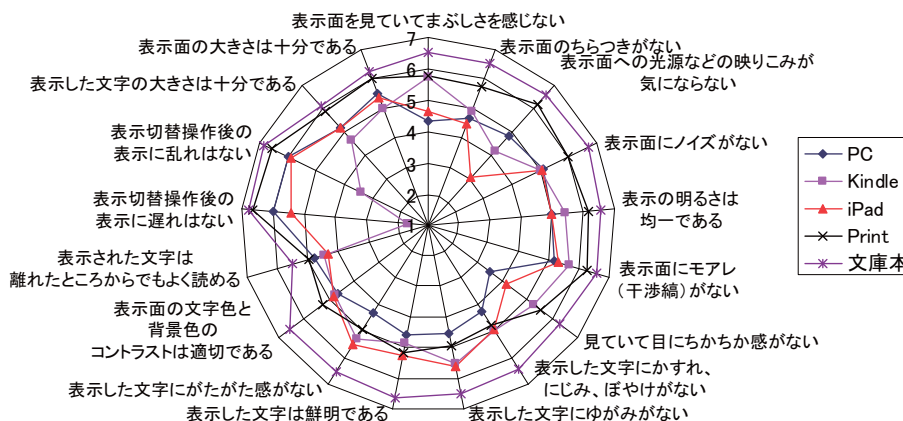 表示面を見ていてまぶしさを感じない
表示面のちらつきがない
表示面への光源などの映りこみが
気にならない
表示面にノイズがない
表示の明るさは
均一である
表示面にモアレ
(干渉縞)がない
見ていて目にちかちか感がない
表示した文字にかすれ、
にじみ、ぼやけがない
表示した文字にゆがみがない
表示した文字は鮮明である
表示した文字にがたがた感がない
表示面の文字色と
背景色の
コントラストは適切である
表示された文字は
離れたところからでもよく読める
表示切替操作後の
表示に遅れはない
表示切替操作後の
表示に乱れはない
表示した文字の大きさは十分である
表示面の大きさは十分である
7
6
5
4
3
2
1
PC
Kindle
iPad
Print
文庫本